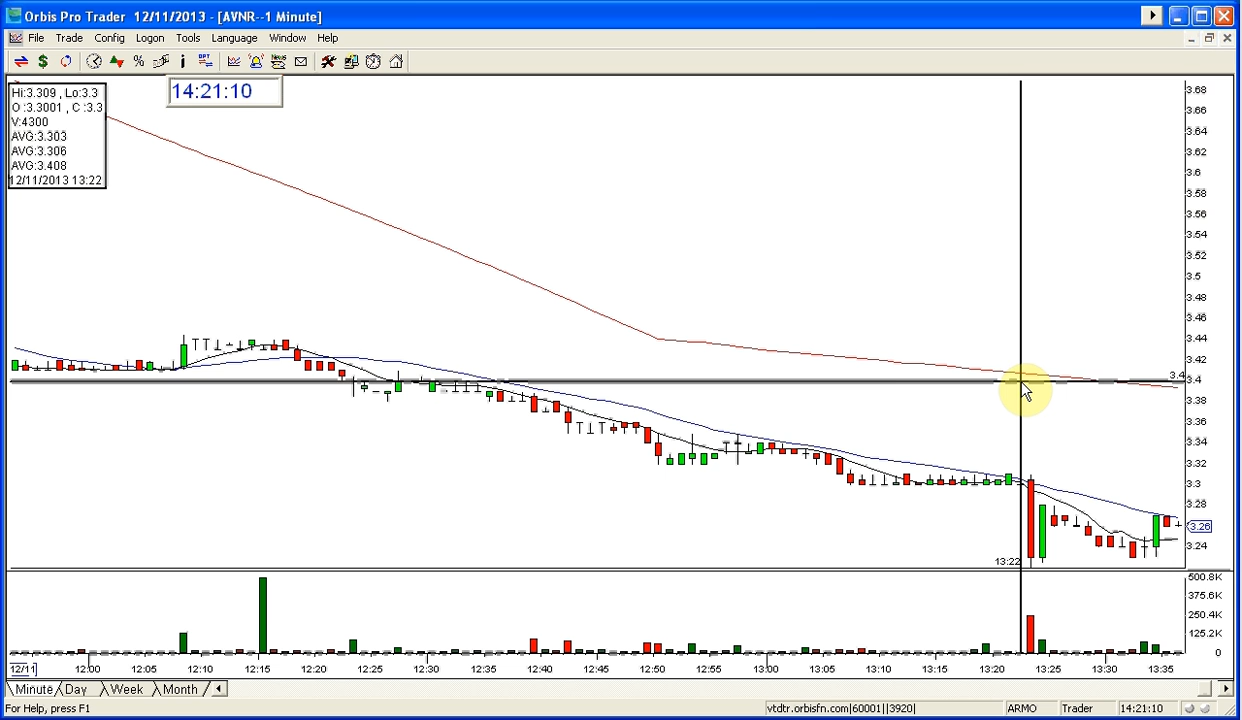 Orbis Pro Trader 12/11/2013 - [AVNR--1 Minute]
File Trade Config Logon Tools Language Window Help
14:21:10
Hi:3.309 , Lo:3.3
O :3.3001 , C :3.3
V:4300
AVG:3.303
AVG:3.306
AVG:3.408
12/11/2013 13:22
3.68
3.66
3.64
3.62
3.6
3.58
3.56
3.54
3.52
3.5
3.48
3.46
3.44
3.42
3.4
3.4
3.38
3.36
3.34
3.32
3.3
3.28
3.26
3.24
13:22
500.8K
375.6K
250.4K
125.2K
0
12/11 12:00 12:05 12:10 12:15 12:20 12:25 12:30 12:35 12:40 12:45 12:50 12:55 13:00 13:05 13:10 13:15 13:20 13:25 13:30 13:35
Minute Day Week Month
For Help, press F1 vtdtr.orbisfn.com|60001||3920| ARMO Trader 14:21:10